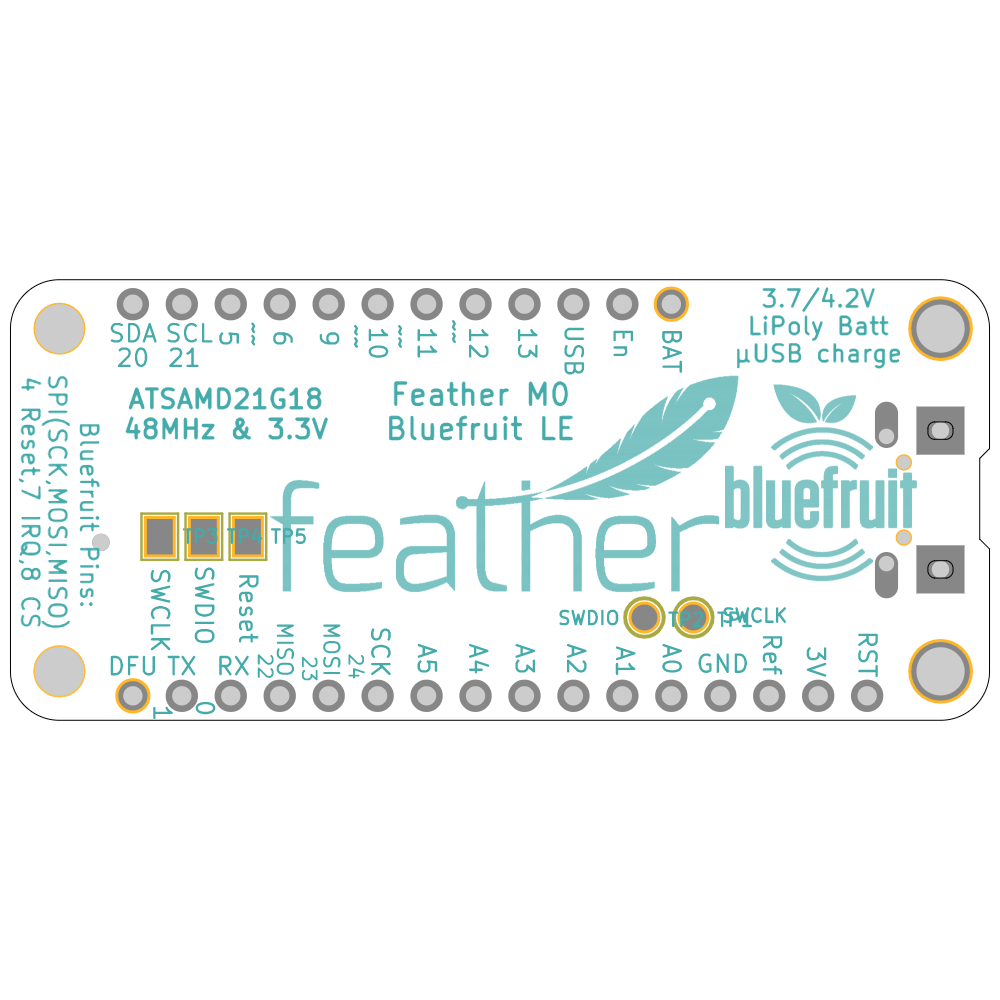 SDA SCL 5 ~ 6 9 ~ 10 ~ 11 ~ 12 13 USB En BAT
20 21
3.7/4.2V
LiPoly Batt
µUSB charge
ATSAMD21G18
48MHz & 3.3V
Feather M0
Bluefruit LE
Bluefruit Pins:
SPI(SCK,MOSI,MISO)
4 Reset,7 IRQ,8 CS
feather
bluefruit
TP3 TP4 TP5
SWCLK SWDIO Reset
SWDIO TP2 TP1 SWCLK
DFU TX RX MISO MOSI SCK A5 A4 A3 A2 A1 A0 GND Ref 3V RST
1 0 22 23 24